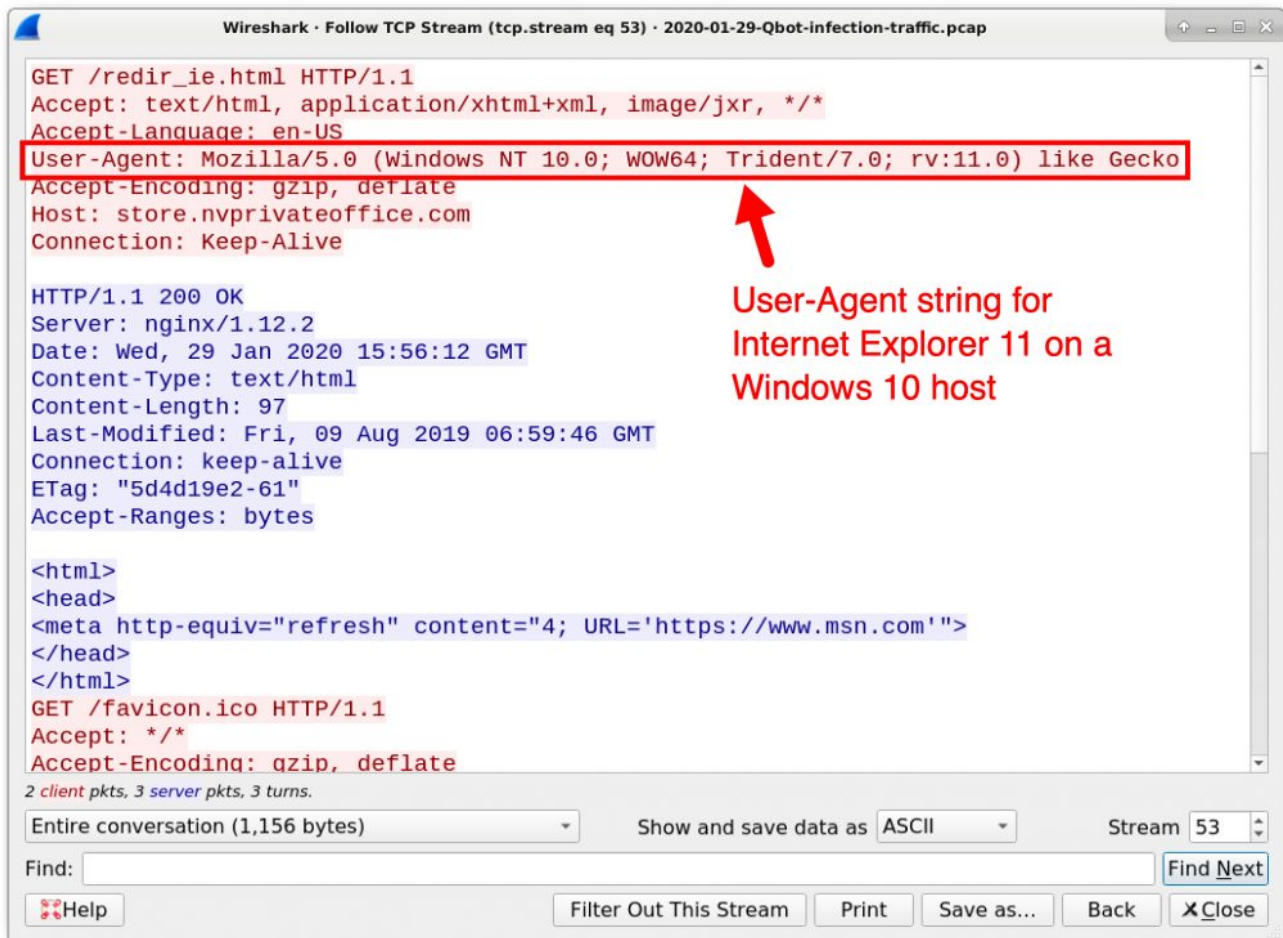 Wireshark · Follow TCP Stream (tcp.stream eq 53) · 2020-01-29-Qbot-infection-traffic.pcap
GET /redir_ie.html HTTP/1.1
Accept: text/html, application/xhtml+xml, image/jxr, */*
Accept-Language: en-US
User-Agent: Mozilla/5.0 (Windows NT 10.0; WOW64; Trident/7.0; rv:11.0) like Gecko
Accept-Encoding: gzip, deflate
Host: store.nvprivateoffice.com
Connection: Keep-Alive
User-Agent string for
Internet Explorer 11 on a
Windows 10 host
HTTP/1.1 200 OK
Server: nginx/1.12.2
Date: Wed, 29 Jan 2020 15:56:12 GMT
Content-Type: text/html
Content-Length: 97
Last-Modified: Fri, 09 Aug 2019 06:59:46 GMT
Connection: keep-alive
ETag: "5d4d19e2-61"
Accept-Ranges: bytes
<html>
<head>
<meta http-equiv="refresh" content="4; URL='https://www.msn.com'">
</head>
</html>
GET /favicon.ico HTTP/1.1
Accept: */*
Accept-Encoding: gzip, deflate
2 client pkts, 3 server pkts, 3 turns.
Entire conversation (1,156 bytes) Show and save data as ASCII Stream 53
Find: Find Next
Help Filter Out This Stream Print Save as... Back Close